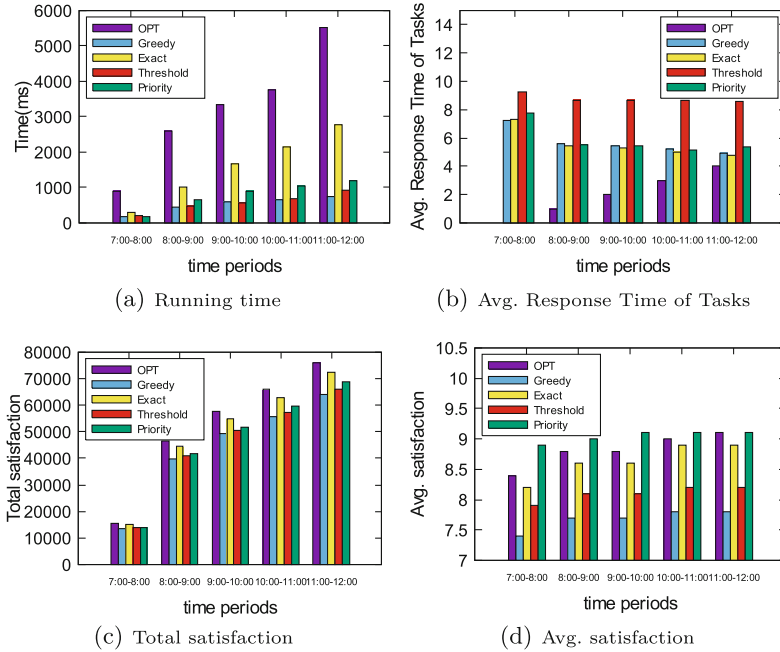 6000
5000
4000
3000
2000
1000
0
Time(ms)
OPT
Greedy
Exact
Threshold
Priority
7:00-8:00 8:00-9:00 9:00-10:00 10:00-11:00 11:00-12:00
time periods
(a) Running time
14
12
10
8
6
4
2
0
Avg. Response Time of Tasks
OPT
Greedy
Exact
Threshold
Priority
7:00-8:00 8:00-9:00 9:00-10:00 10:00-11:00 11:00-12:00
time periods
(b) Avg. Response Time of Tasks
80000
70000
60000
50000
40000
30000
20000
10000
0
Total satisfaction
OPT
Greedy
Exact
Threshold
Priority
7:00-8:00 8:00-9:00 9:00-10:00 10:00-11:00 11:00-12:00
time periods
(c) Total satisfaction
10.5
10
9.5
9
8.5
8
7.5
7
Avg. satisfaction
OPT
Greedy
Exact
Threshold
Priority
7:00-8:00 8:00-9:00 9:00-10:00 10:00-11:00 11:00-12:00
time periods
(d) Avg. satisfaction